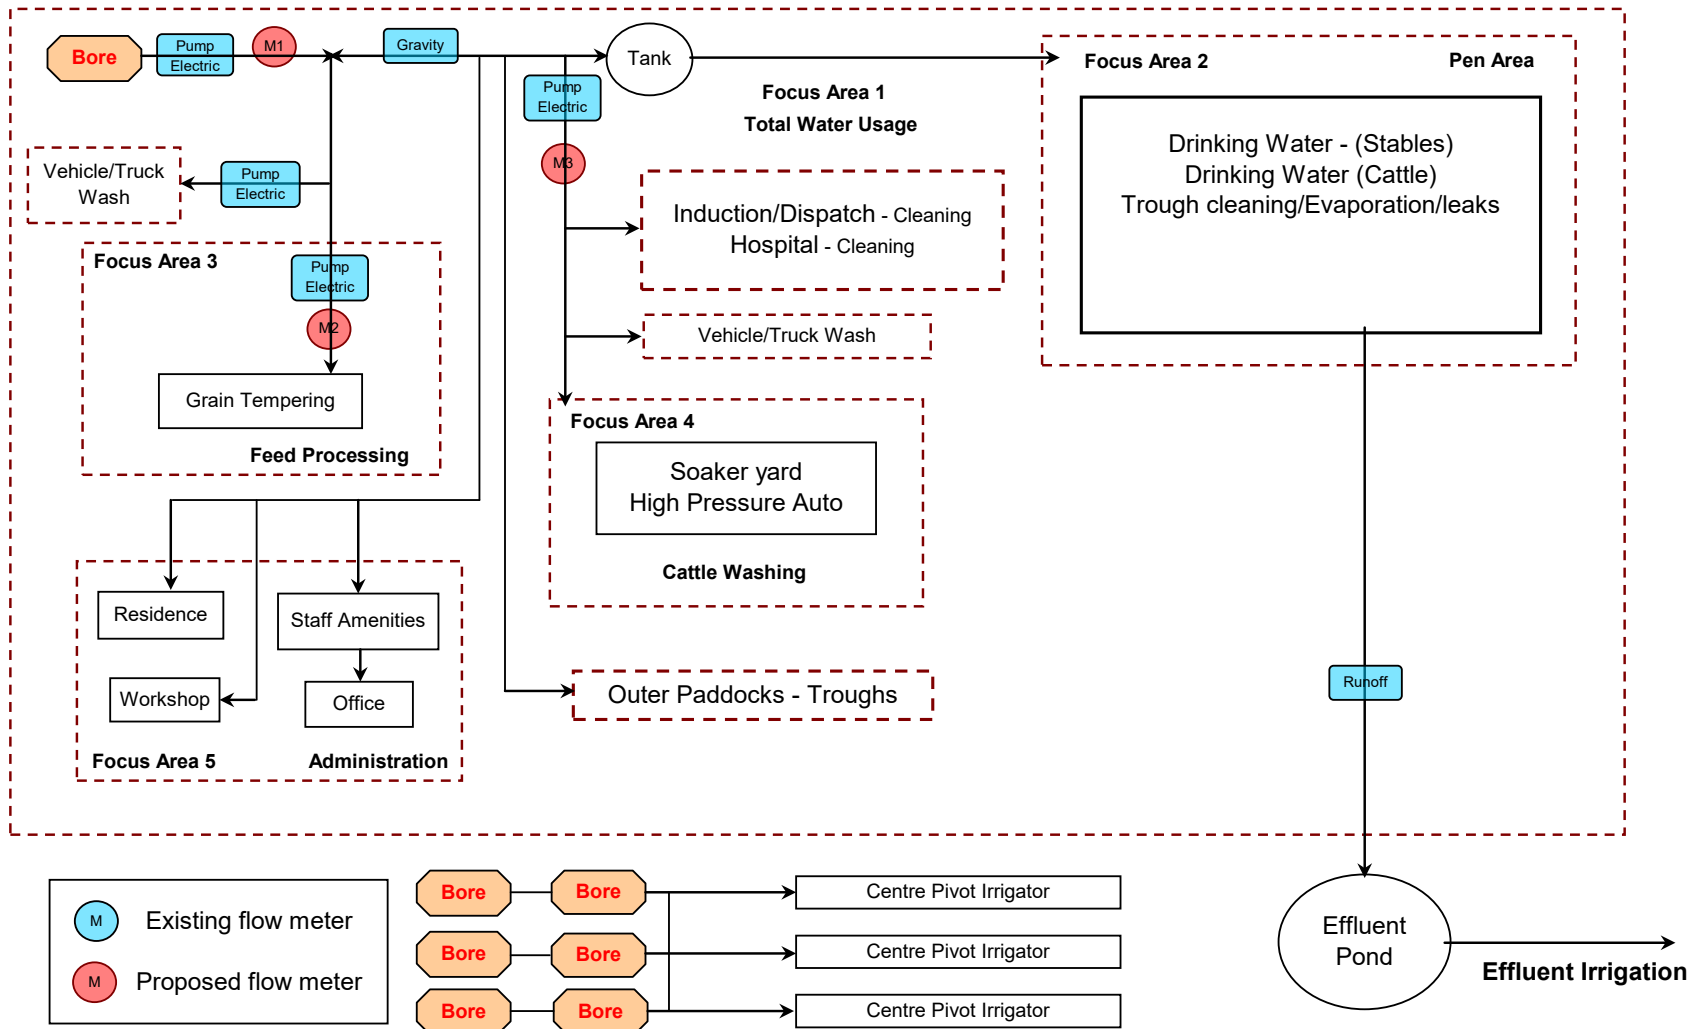 Bore
Pump
Electric
M1
Gravity
Tank
Pump
Electric
Focus Area 1
Total Water Usage
M3
Focus Area 2
Pen Area
Drinking Water - (Stables)
Drinking Water (Cattle)
Trough cleaning/Evaporation/leaks
Vehicle/Truck
Wash
Pump
Electric
Induction/Dispatch - Cleaning
Hospital - Cleaning
Focus Area 3
Pump
Electric
M2
Grain Tempering
Feed Processing
Vehicle/Truck Wash
Focus Area 4
Soaker yard
High Pressure Auto
Cattle Washing
Residence
Staff Amenities
Workshop
Office
Focus Area 5
Administration
Outer Paddocks - Troughs
Runoff
M
Existing flow meter
M
Proposed flow meter
Bore
Bore
Centre Pivot Irrigator
Bore
Bore
Centre Pivot Irrigator
Bore
Bore
Centre Pivot Irrigator
Effluent
Pond
Effluent Irrigation